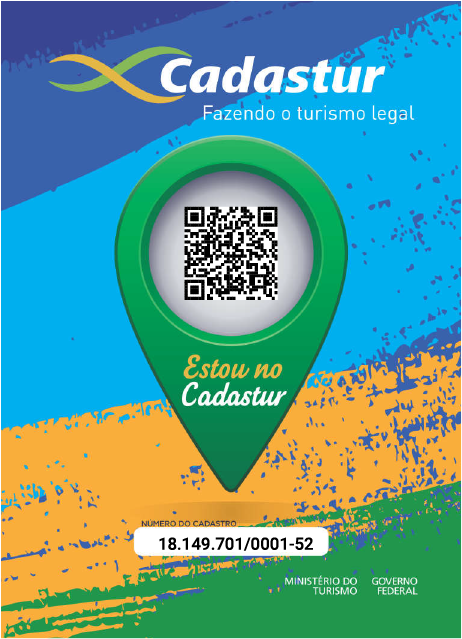 Cadastur
Fazendo o turismo legal
Estou no
Cadastur
NÚMERO DO CADASTRO
18.149.701/0001-52
MINISTÉRIO DO TURISMO
GOVERNO FEDERAL